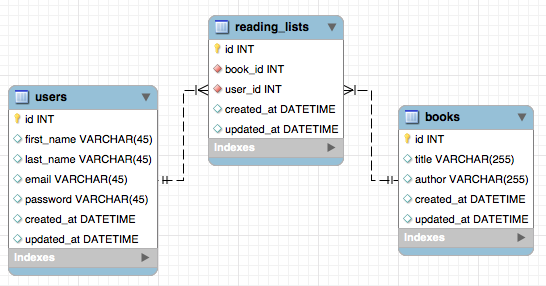 reading_lists
id INT
book_id INT
user_id INT
created_at DATETIME
updated_at DATETIME
Indexes
users
id INT
first_name VARCHAR(45)
last_name VARCHAR(45)
email VARCHAR(45)
password VARCHAR(45)
created_at DATETIME
updated_at DATETIME
Indexes
books
id INT
title VARCHAR(255)
author VARCHAR(255)
created_at DATETIME
updated_at DATETIME
Indexes